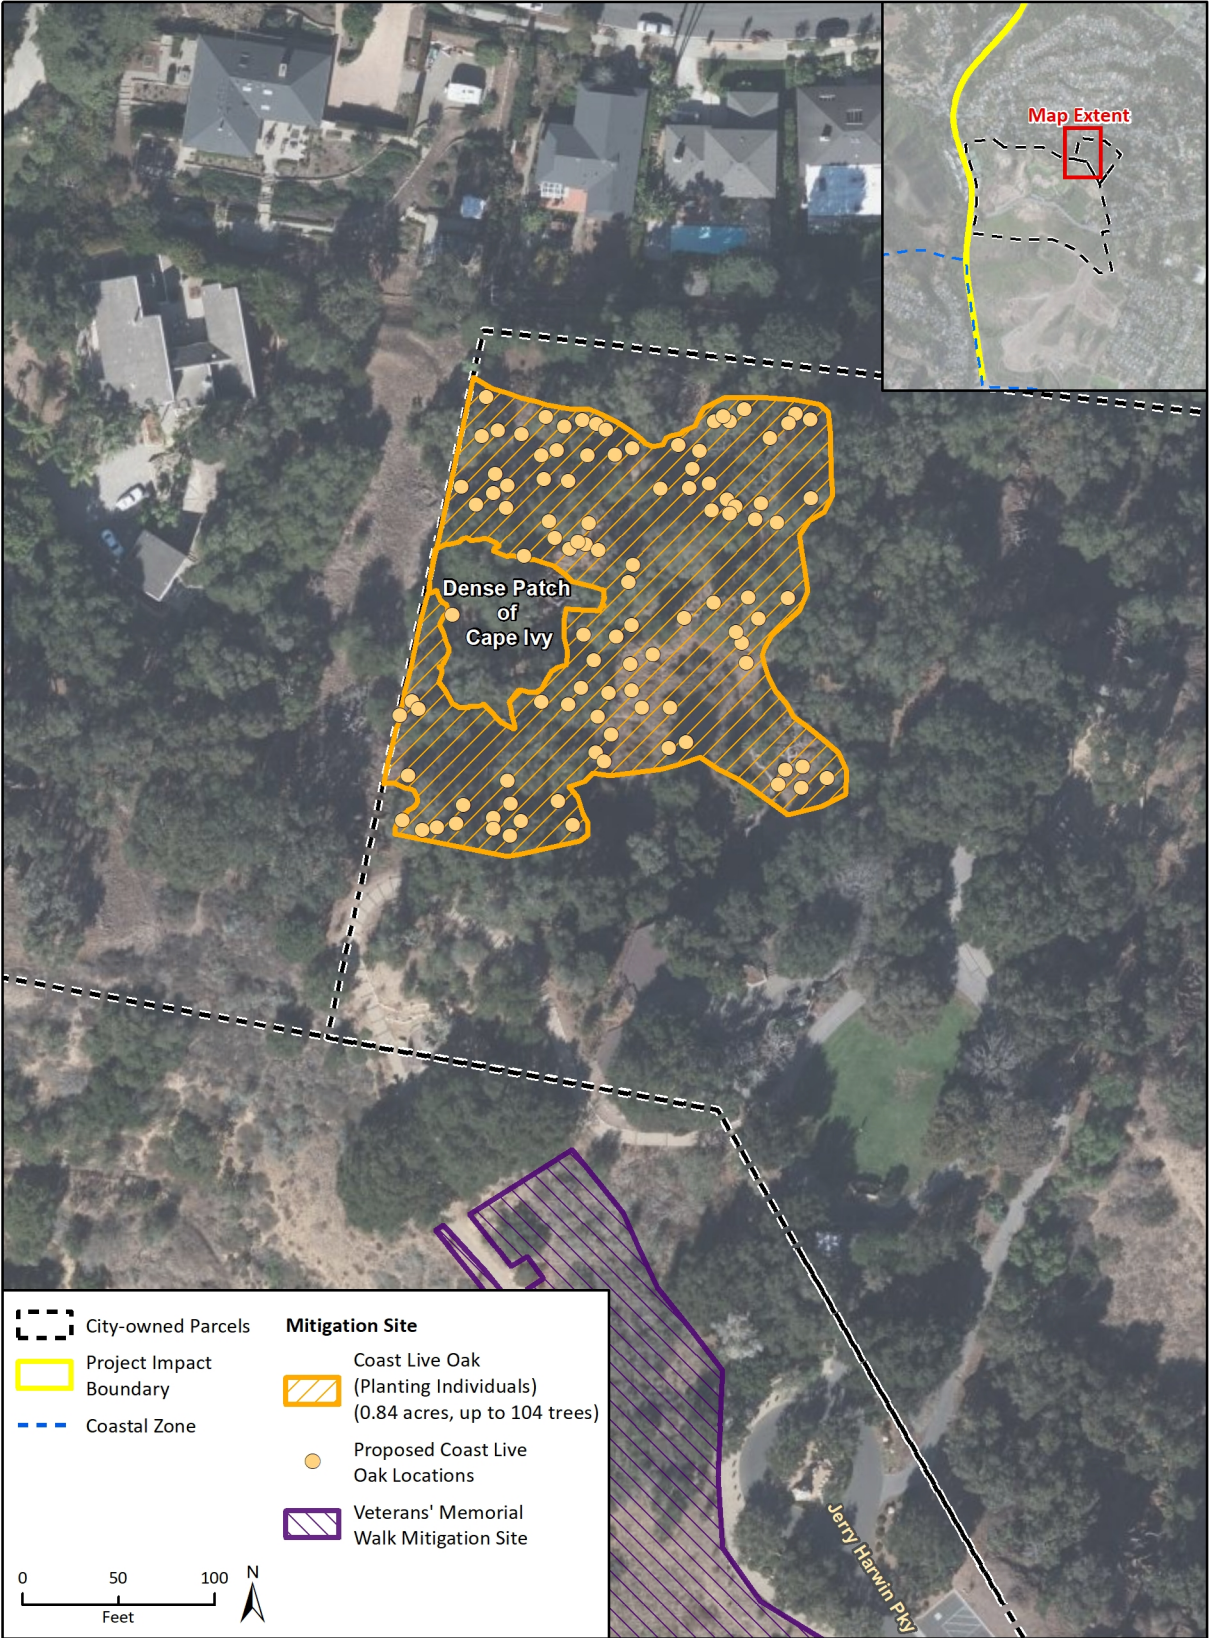 Map Extent
Dense Patch
of
Cape Ivy
City-owned Parcels
Project Impact
Boundary
Coastal Zone
Mitigation Site
Coast Live Oak
(Planting Individuals)
(0.84 acres, up to 104 trees)
Proposed Coast Live
Oak Locations
Veterans' Memorial
Walk Mitigation Site
0 50 100
Feet
N
Jerry Harwin Pky